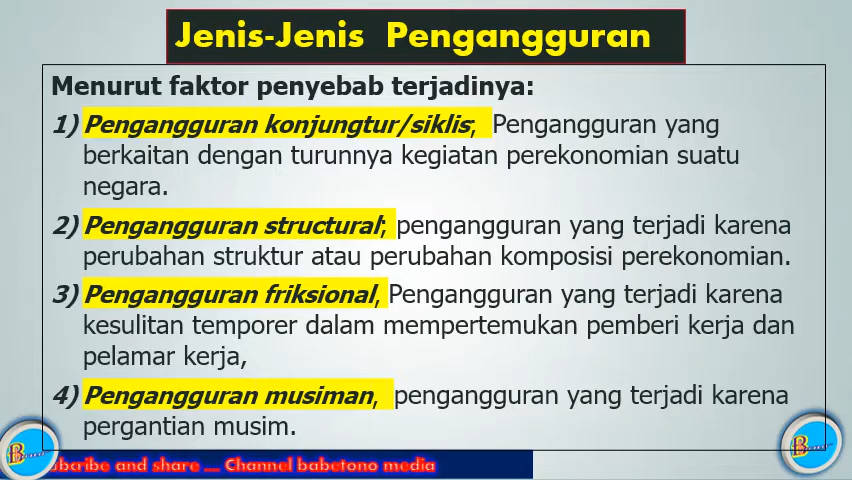 Jenis-Jenis Pengangguran
Menurut faktor penyebab terjadinya:
1) Pengangguran konjungtur/siklis; Pengangguran yang
berkaitan dengan turunnya kegiatan perekonomian suatu
negara.
2) Pengangguran structural; pengangguran yang terjadi karena
perubahan struktur atau perubahan komposisi perekonomian.
3) Pengangguran friksional, Pengangguran yang terjadi karena
kesulitan temporer dalam mempertemukan pemberi kerja dan
pelamar kerja,
4) Pengangguran musiman, pengangguran yang terjadi karena
pergantian musim.
and share ... Channel babetono media